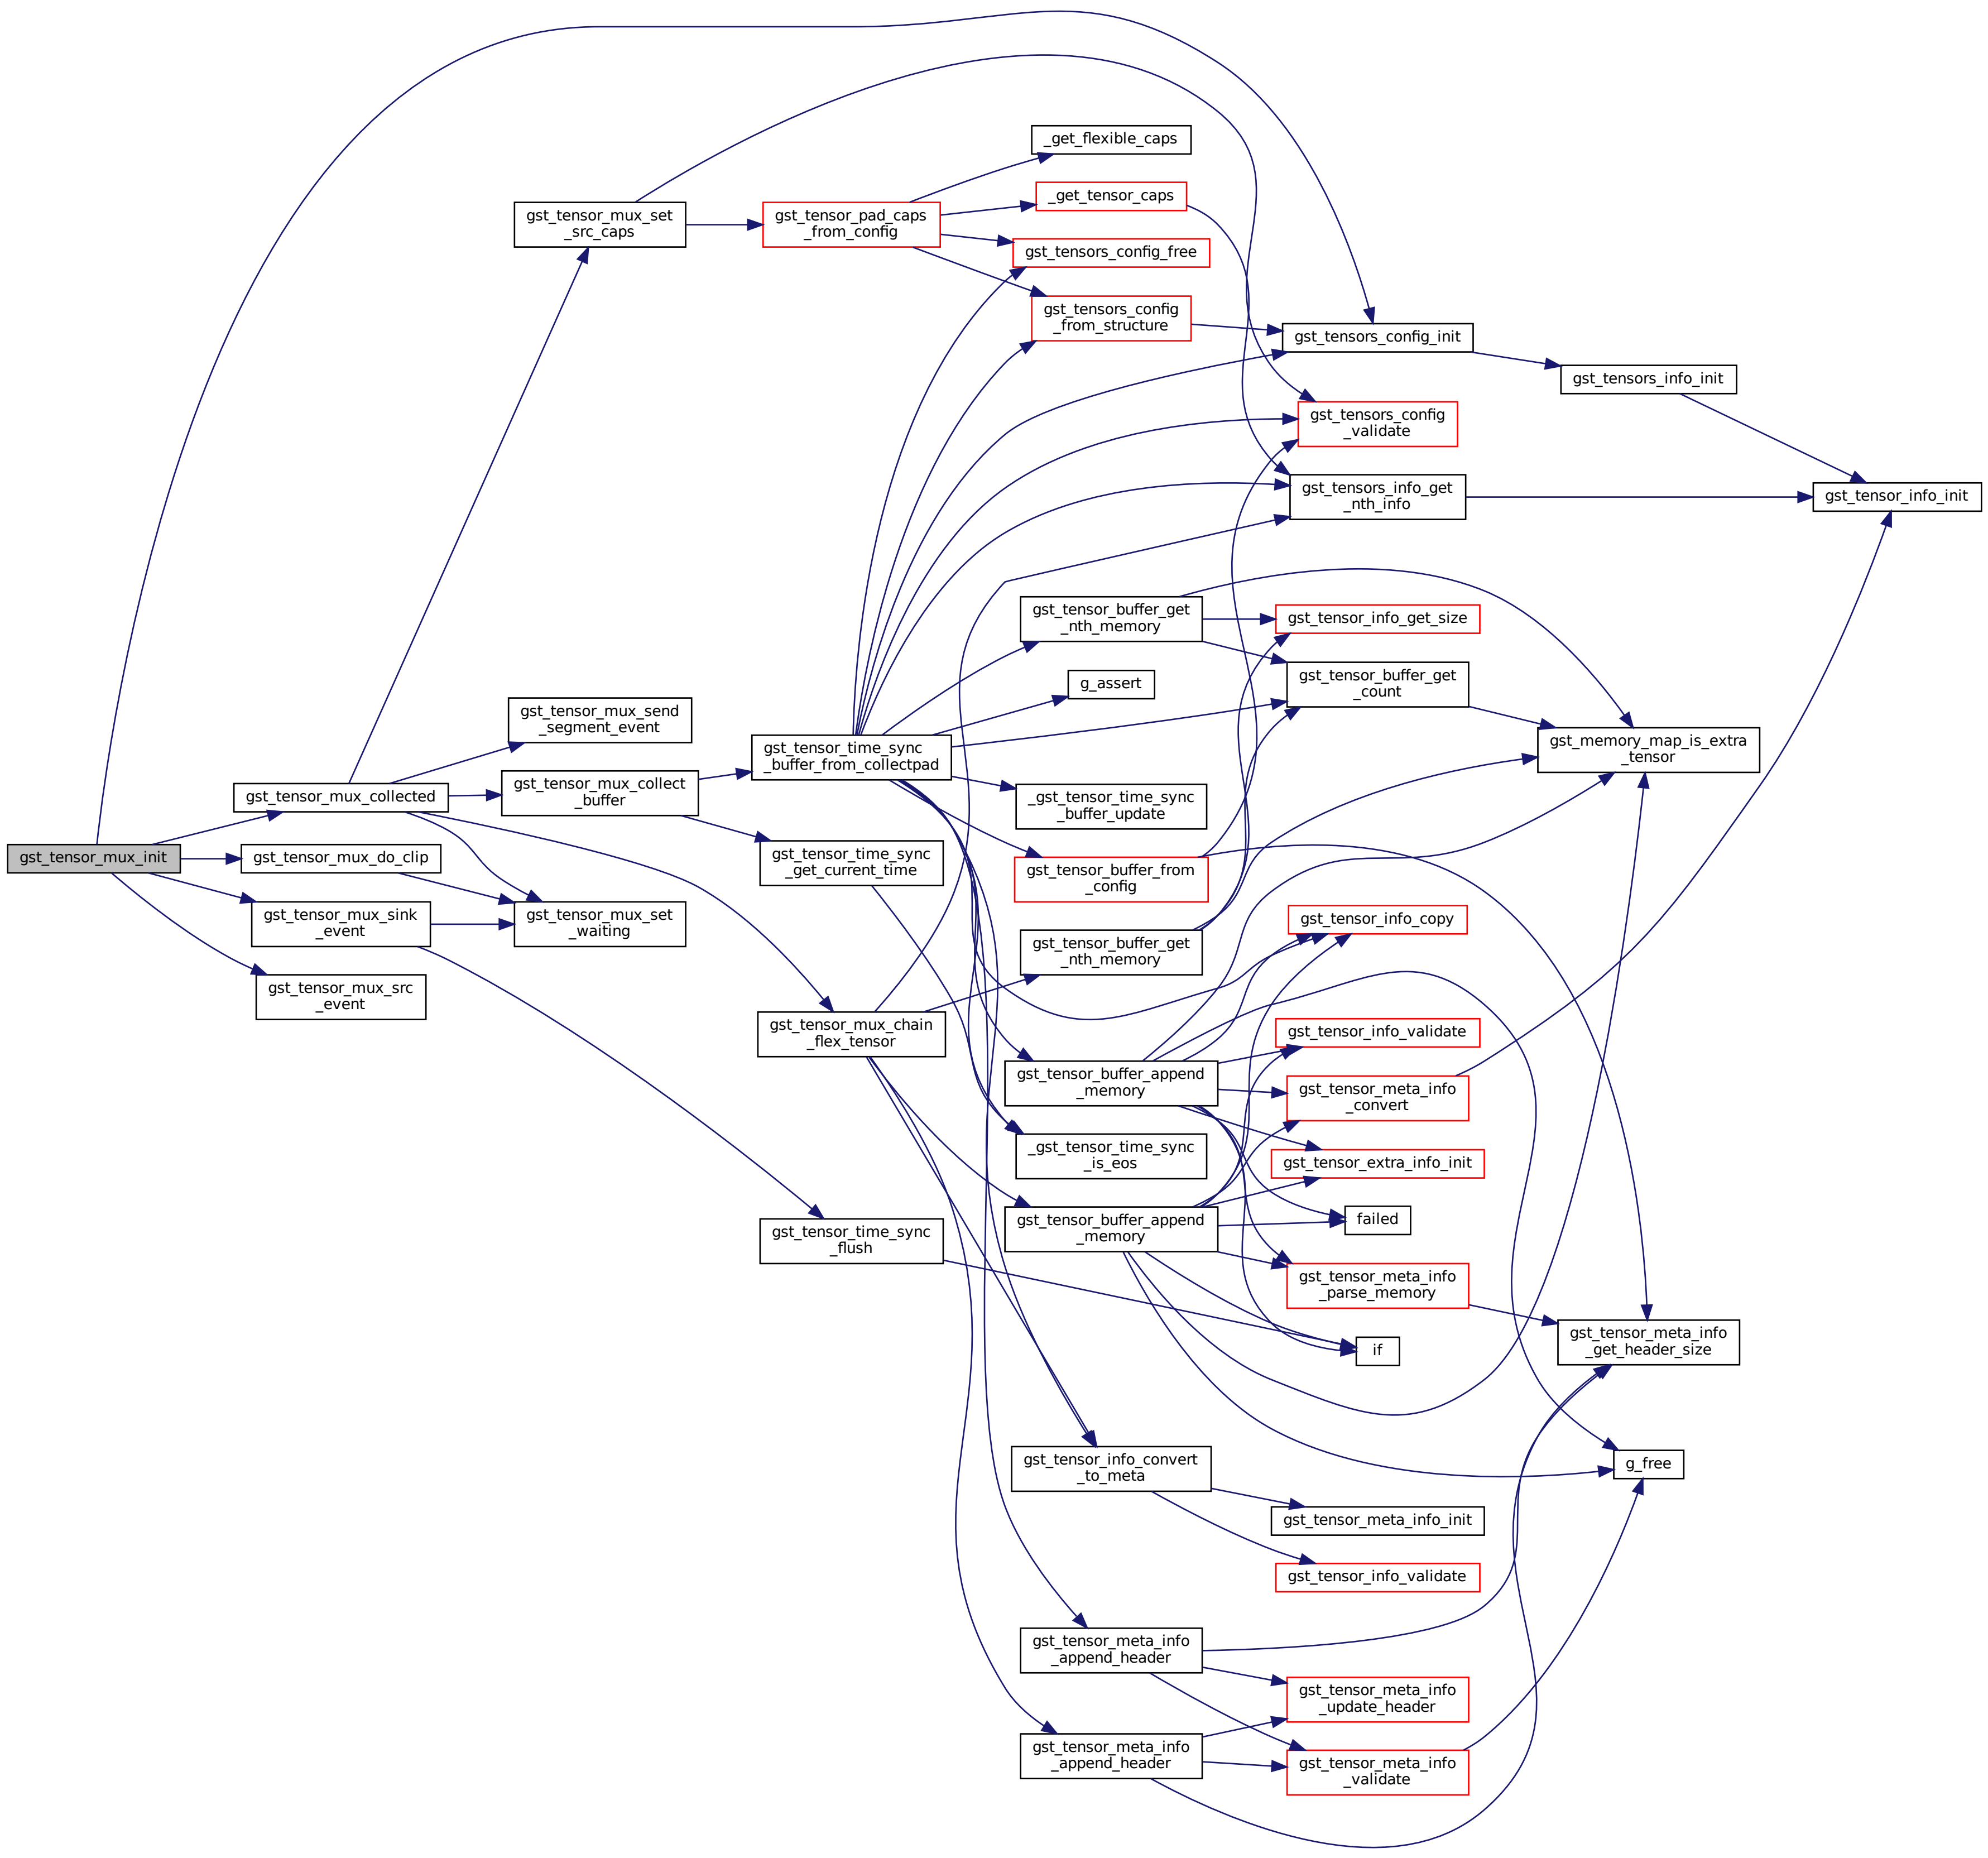 gst_tensor_mux_init
gst_tensor_mux_collected
gst_tensor_mux_do_clip
gst_tensor_mux_sink
_event
gst_tensor_mux_src
_event
gst_tensor_mux_set
_src_caps
gst_tensor_mux_send
_segment_event
gst_tensor_mux_collect
_buffer
gst_tensor_mux_set
_waiting
gst_tensor_pad_caps
_from_config
gst_tensor_time_sync
_buffer_from_collectpad
gst_tensor_time_sync
_get_current_time
gst_tensor_mux_chain
_flex_tensor
gst_tensor_time_sync
_flush
_get_flexible_caps
_get_tensor_caps
gst_tensors_config_free
gst_tensors_config
_from_structure
gst_tensor_buffer_get
_nth_memory
g_assert
_gst_tensor_time_sync
_buffer_update
gst_tensor_buffer_from
_config
gst_tensor_buffer_get
_nth_memory
gst_tensor_buffer_append
_memory
_gst_tensor_time_sync
_is_eos
gst_tensor_buffer_append
_memory
gst_tensor_info_convert
_to_meta
gst_tensor_meta_info
_append_header
gst_tensor_meta_info
_append_header
gst_tensors_config_init
gst_tensors_config
_validate
gst_tensors_info_get
_nth_info
gst_tensor_info_get_size
gst_tensor_buffer_get
_count
gst_tensor_info_copy
gst_tensor_info_validate
gst_tensor_meta_info
_convert
gst_tensor_extra_info_init
failed
gst_tensor_meta_info
_parse_memory
if
gst_tensor_meta_info_init
gst_tensor_info_validate
gst_tensor_meta_info
_update_header
gst_tensor_meta_info
_validate
gst_tensors_info_init
gst_memory_map_is_extra
_tensor
gst_tensor_meta_info
_get_header_size
g_free
gst_tensor_info_init